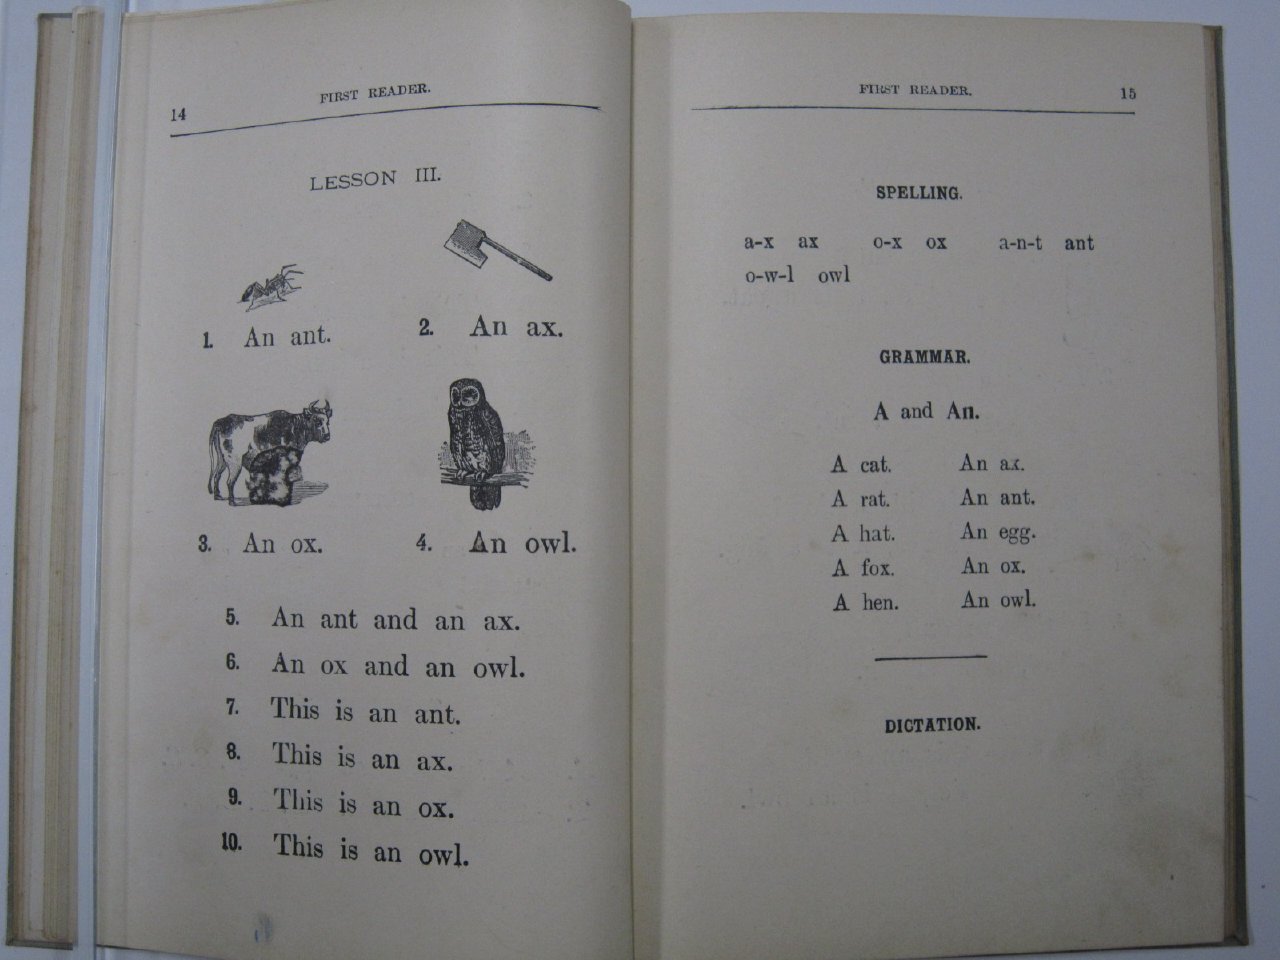 14
FIRST READER.
LESSON III.
1. An ant.
2. An ax.
3. An ox.
4. An owl.
5. An ant and an ax.
6. An ox and an owl.
7. This is an ant.
8. This is an ax.
9. This is an ox.
10. This is an owl.
FIRST READER.
15
SPELLING.
a-x ax o-x ox a-n-t ant
o-w-l owl
GRAMMAR.
A and An.
A cat. An ax.
A rat. An ant.
A hat. An egg.
A fox. An ox.
A hen. An owl.
DICTATION.